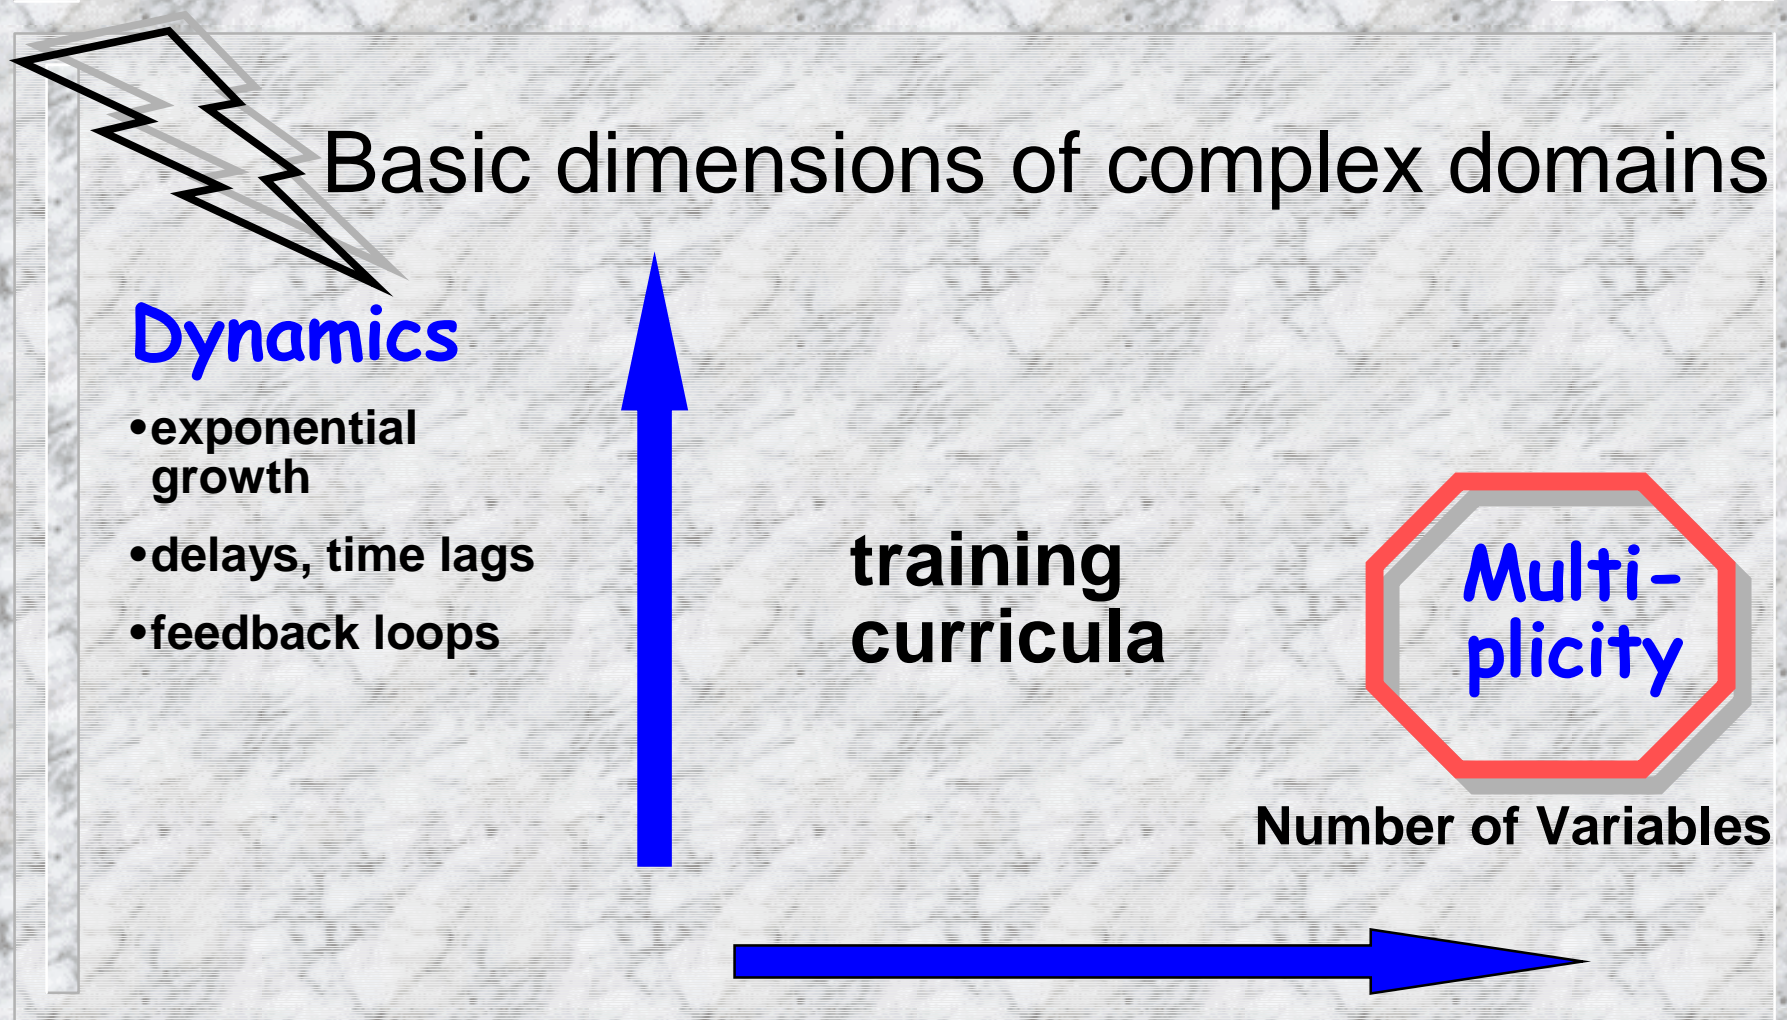 Basic dimensions of complex domains
Dynamics
•exponential
growth
•delays, time lags
•feedback loops
training
curricula
Multi-
plicity
Number of Variables